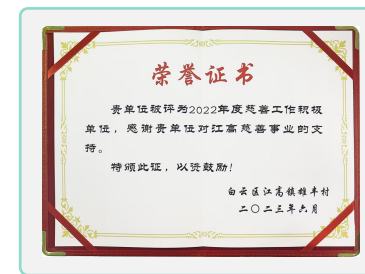 荣誉证书
贵单位被评为2022年度慈善工作积极
单位，感谢贵单位对江高慈善事业的支
持。
特颁此证，以资鼓励！
白云区江高镇雄丰村
二〇二三年六月